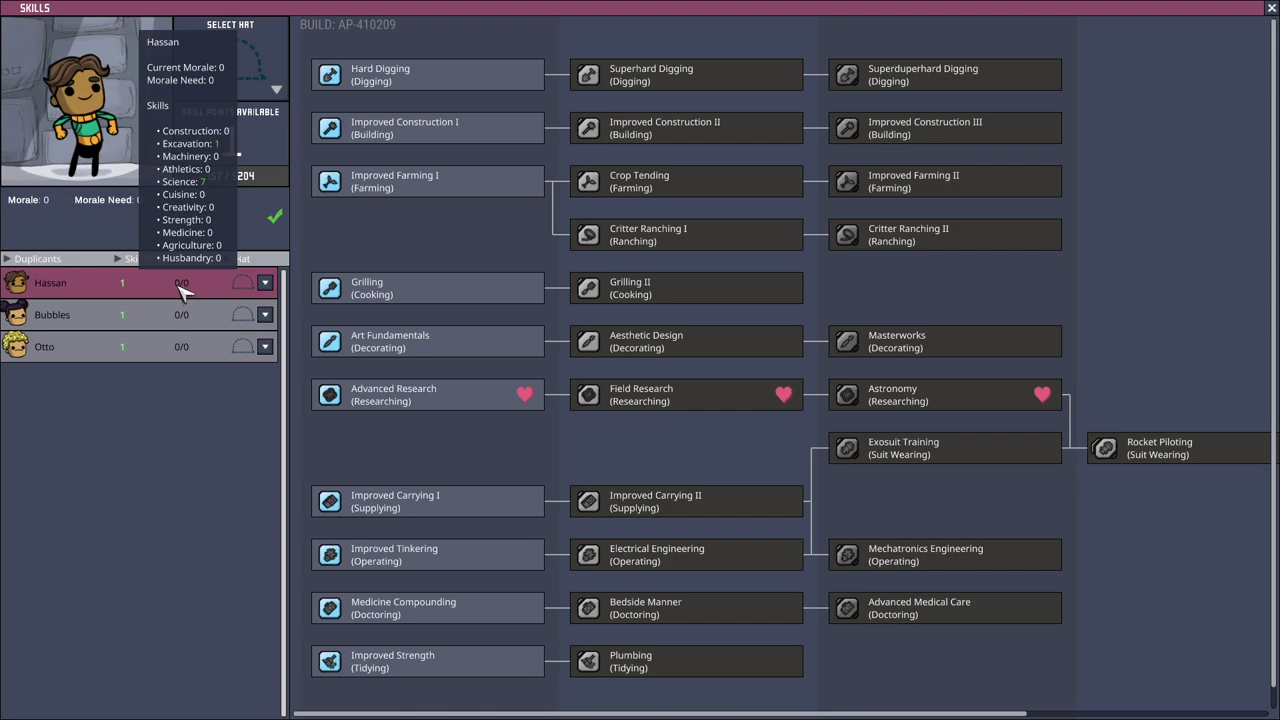 SKILLS
BUILD: AP-410209
SELECT HAT
Hassan
Current Morale: 0
Morale Need: 0
Skills
• Construction: 0
• Excavation: 1
• Machinery: 0
• Athletics: 0
• Science: 7
• Cuisine: 0
• Creativity: 0
• Strength: 0
• Medicine: 0
• Agriculture: 0
• Husbandry: 0
SKILL POINTS AVAILABLE
Morale: 0
Morale Need: 0
Duplicants
Hat
Hassan 1 0/0
Bubbles 1 0/0
Otto 1 0/0
Hard Digging
(Digging)
Superhard Digging
(Digging)
Superduperhard Digging
(Digging)
Improved Construction I
(Building)
Improved Construction II
(Building)
Improved Construction III
(Building)
Improved Farming I
(Farming)
Crop Tending
(Farming)
Improved Farming II
(Farming)
Critter Ranching I
(Ranching)
Critter Ranching II
(Ranching)
Grilling
(Cooking)
Grilling II
(Cooking)
Art Fundamentals
(Decorating)
Aesthetic Design
(Decorating)
Masterworks
(Decorating)
Advanced Research
(Researching)
Field Research
(Researching)
Astronomy
(Researching)
Exosuit Training
(Suit Wearing)
Rocket Piloting
(Suit Wearing)
Improved Carrying I
(Supplying)
Improved Carrying II
(Supplying)
Improved Tinkering
(Operating)
Electrical Engineering
(Operating)
Mechatronics Engineering
(Operating)
Medicine Compounding
(Doctoring)
Bedside Manner
(Doctoring)
Advanced Medical Care
(Doctoring)
Improved Strength
(Tidying)
Plumbing
(Tidying)